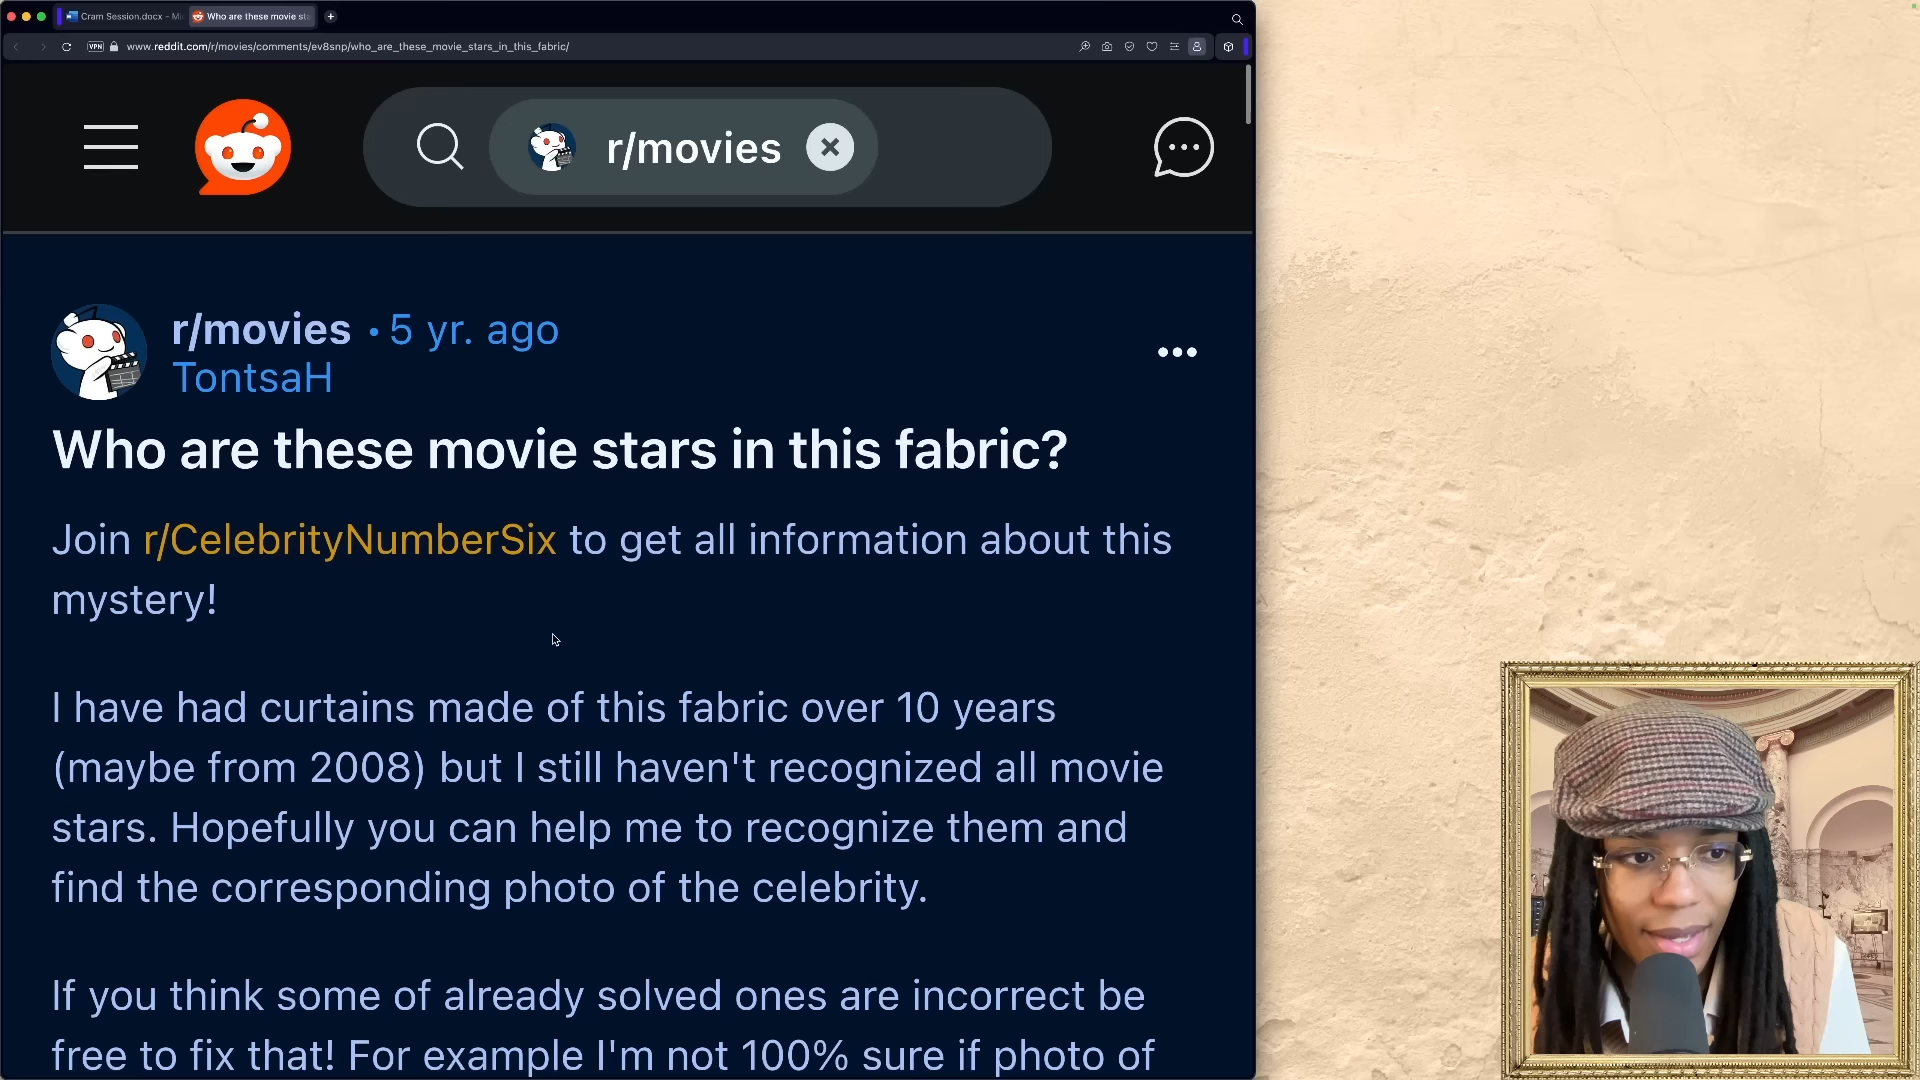 Cram Session.docx - Mi
Who are these movie st
VPN
www.reddit.com/r/movies/comments/ev8snp/who_are_these_movie_stars_in_this_fabric/
r/movies
r/movies • 5 yr. ago
TontsaH
Who are these movie stars in this fabric?
Join r/CelebrityNumberSix to get all information about this
mystery!
I have had curtains made of this fabric over 10 years
(maybe from 2008) but I still haven't recognized all movie
stars. Hopefully you can help me to recognize them and
find the corresponding photo of the celebrity.
If you think some of already solved ones are incorrect be
free to fix that! For example I'm not 100% sure if photo of